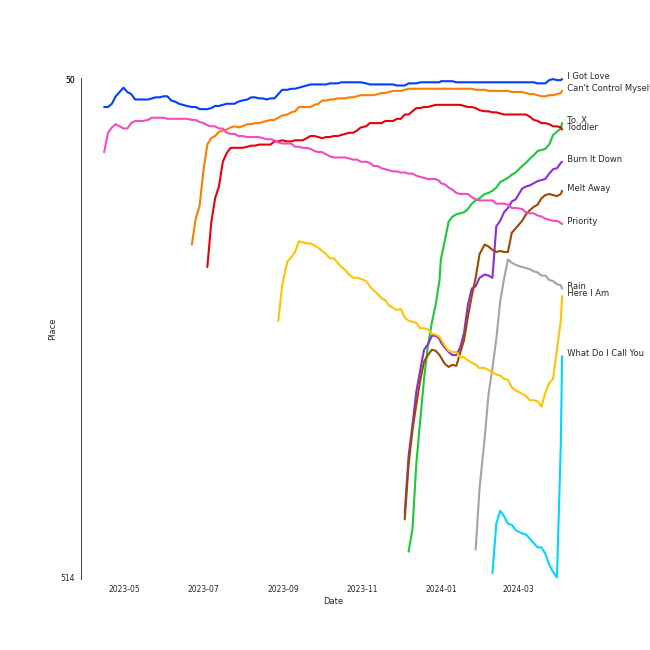 50
I Got Love
Can't Control Mysel
To. X
Toddler
Burn It Down
Melt Away
Priority
Rain
Here I Am
What Do I Call You
Place
514
2023-05
2023-07
2023-09
2023-11
2024-01
2024-03
Date